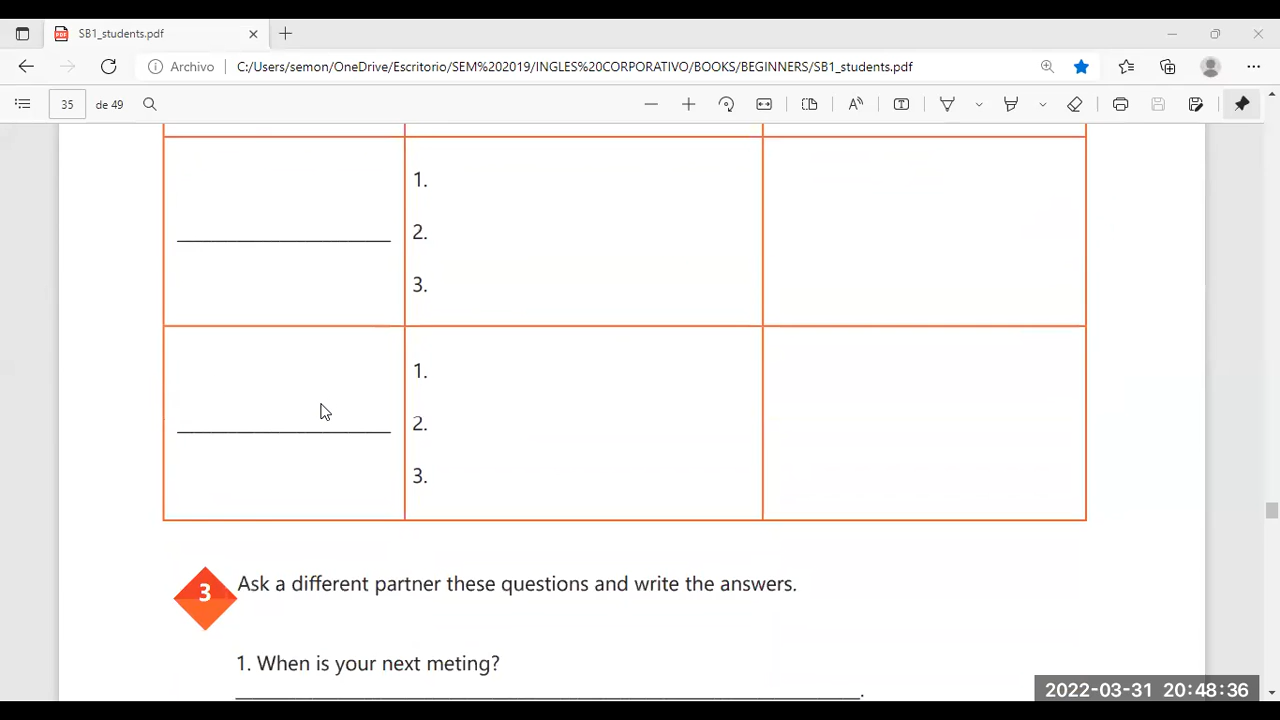 SB1_students.pdf
Archivo
C:/Users/semon/OneDrive/Escritorio/SEM%202019/INGLES%20CORPORATIVO/BOOKS/BEGINNERS/SB1_students.pdf
35 de 49
1.
2.
3.
1.
2.
3.
3 Ask a different partner these questions and write the answers.
1. When is your next meting?
2022-03-31 20:48:36